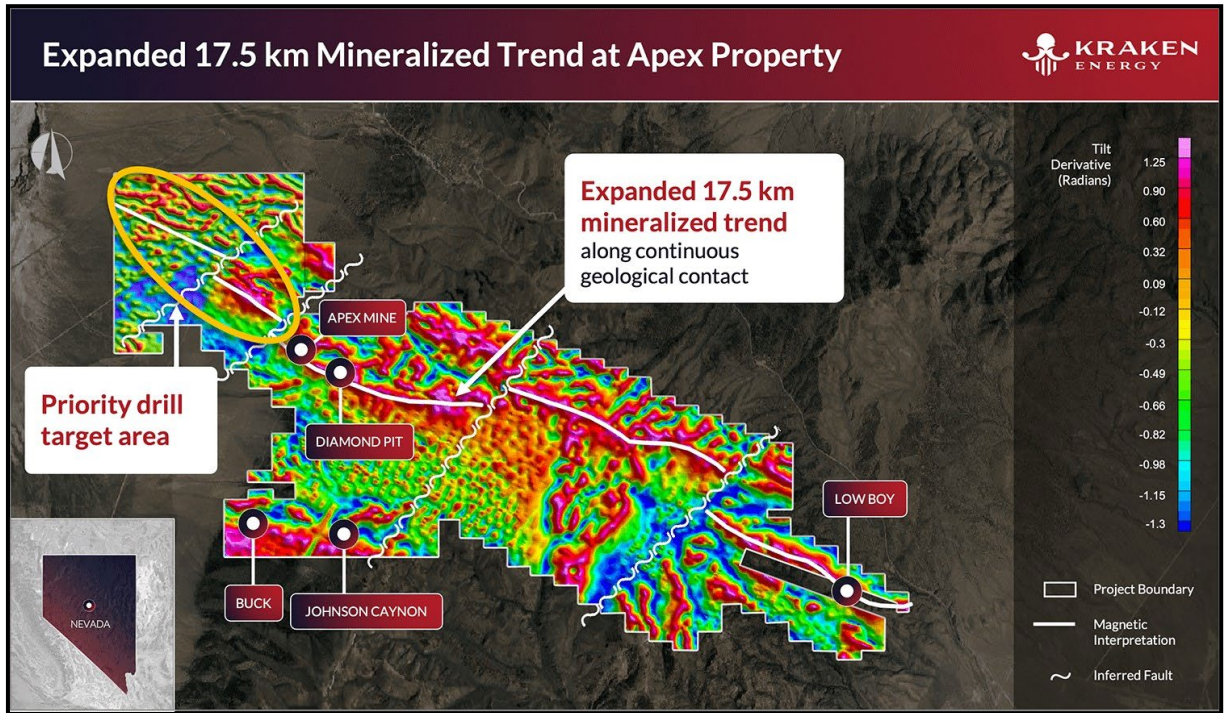 Expanded 17.5 km Mineralized Trend at Apex Property
KRAKEN
ENERGY
Tilt
Derivative
(Radians)
1.25
0.90
0.60
0.32
0.09
-0.12
-0.3
-0.49
-0.66
-0.82
-0.98
-1.15
-1.3
Expanded 17.5 km
mineralized trend
along continuous
geological contact
APEX MINE
DIAMOND PIT
Priority drill
target area
LOW BOY
BUCK
JOHNSON CAYNON
NEVADA
Project Boundary
Magnetic
Interpretation
Inferred Fault